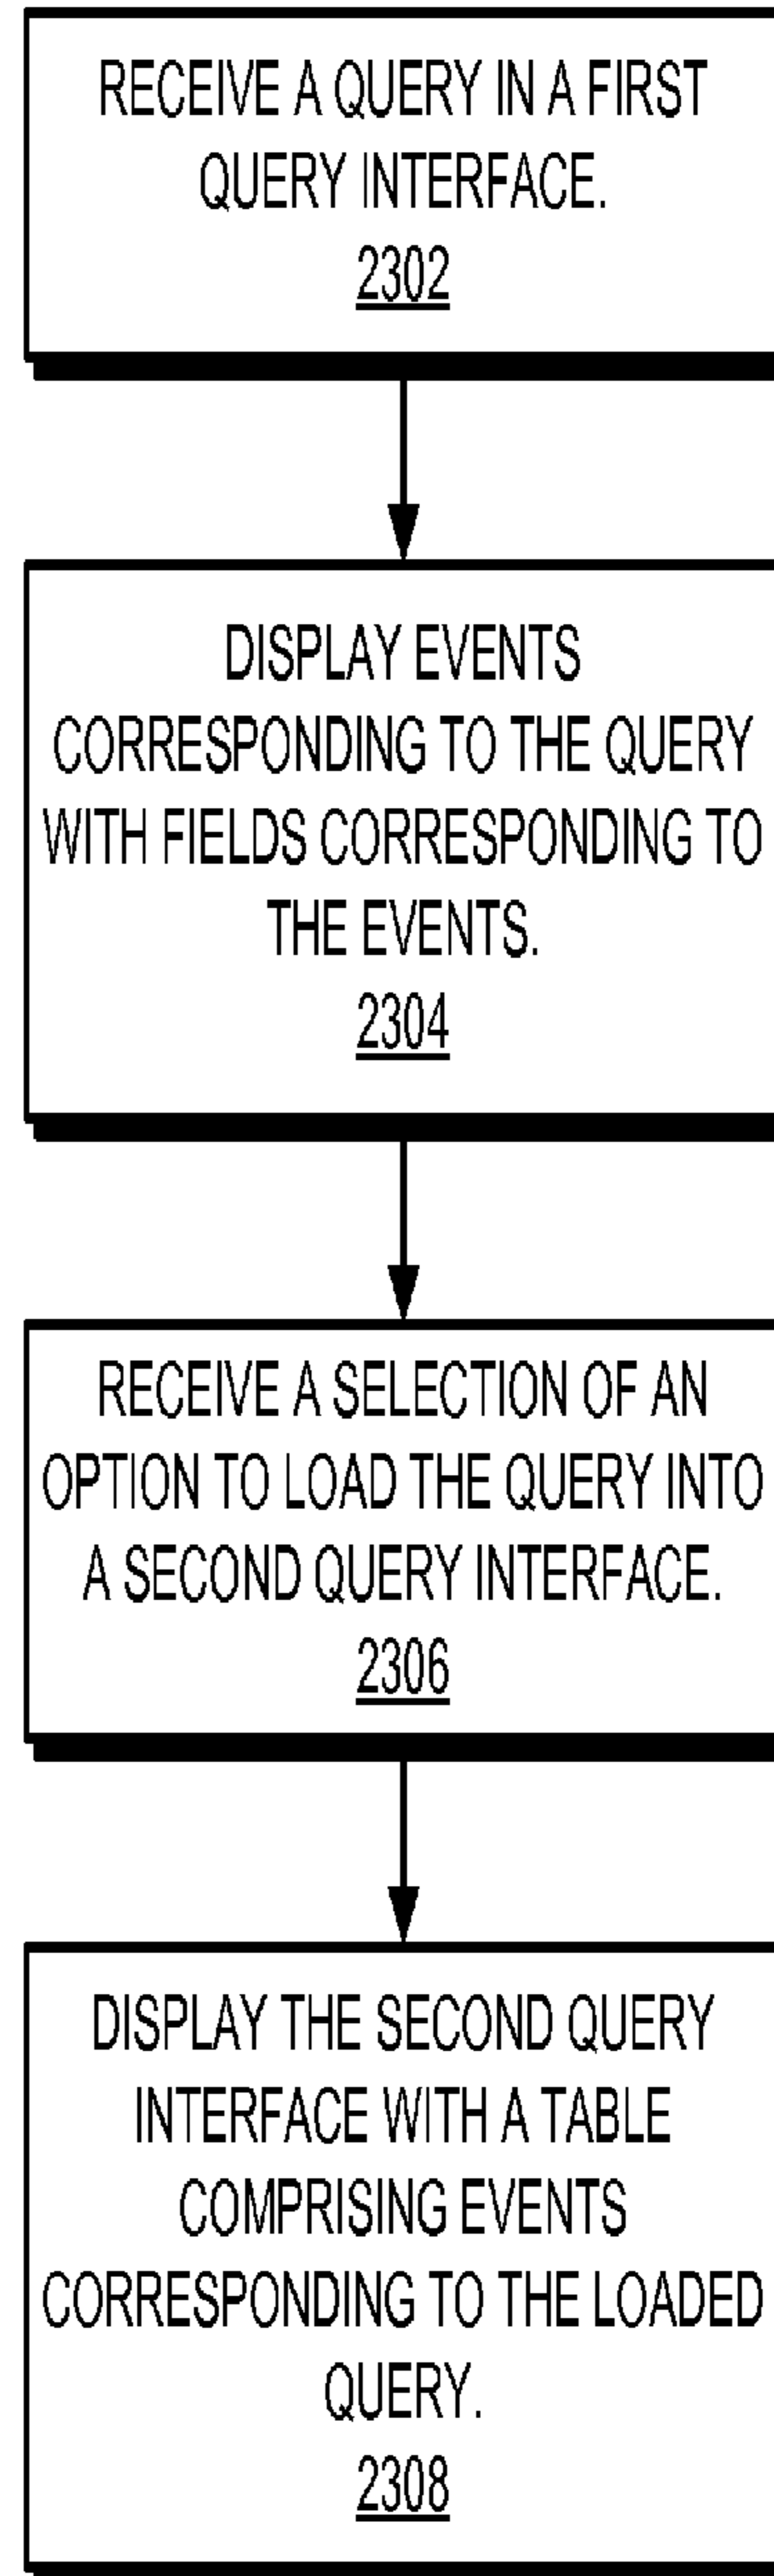 RECEIVE A QUERY IN A FIRST
QUERY INTERFACE.
2302
DISPLAY EVENTS
CORRESPONDING TO THE QUERY
WITH FIELDS CORRESPONDING TO
THE EVENTS.
2304
RECEIVE A SELECTION OF AN
OPTION TO LOAD THE QUERY INTO
A SECOND QUERY INTERFACE.
2306
DISPLAY THE SECOND QUERY
INTERFACE WITH A TABLE
COMPRISING EVENTS
CORRESPONDING TO THE LOADED
QUERY.
2308